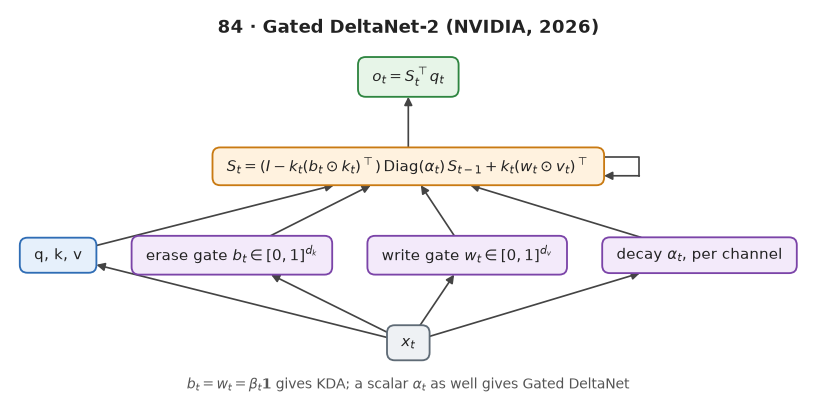 84 · Gated DeltaNet-2 (NVIDIA, 2026)
o_t = S_t^⊤ q_t
S_t = (I − k_t(b_t ⊙ k_t)^⊤) Diag(α_t) S_{t−1} + k_t(w_t ⊙ v_t)^⊤
q, k, v
erase gate b_t ∈ [0, 1]^{d_k}
write gate w_t ∈ [0, 1]^{d_v}
decay α_t, per channel
x_t
b_t = w_t = β_t𝟏 gives KDA; a scalar α_t as well gives Gated DeltaNet